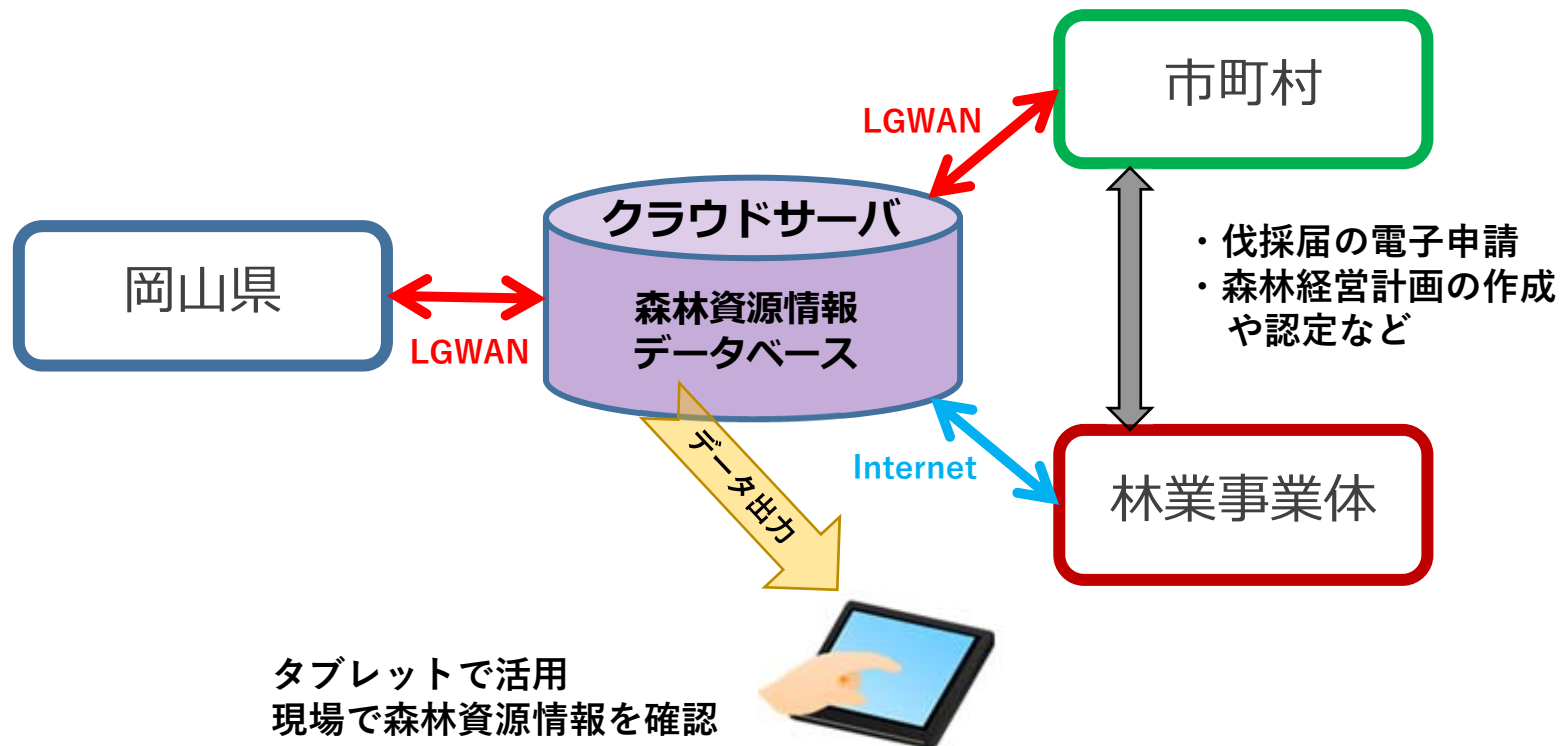 市町村
LGWAN
クラウドサーバ
岡山県
森林資源情報
データベース
LGWAN
・伐採届の電子申請
・森林経営計画の作成
や認定など
データ出力
Internet
林業事業体
タブレットで活用
現場で森林資源情報を確認